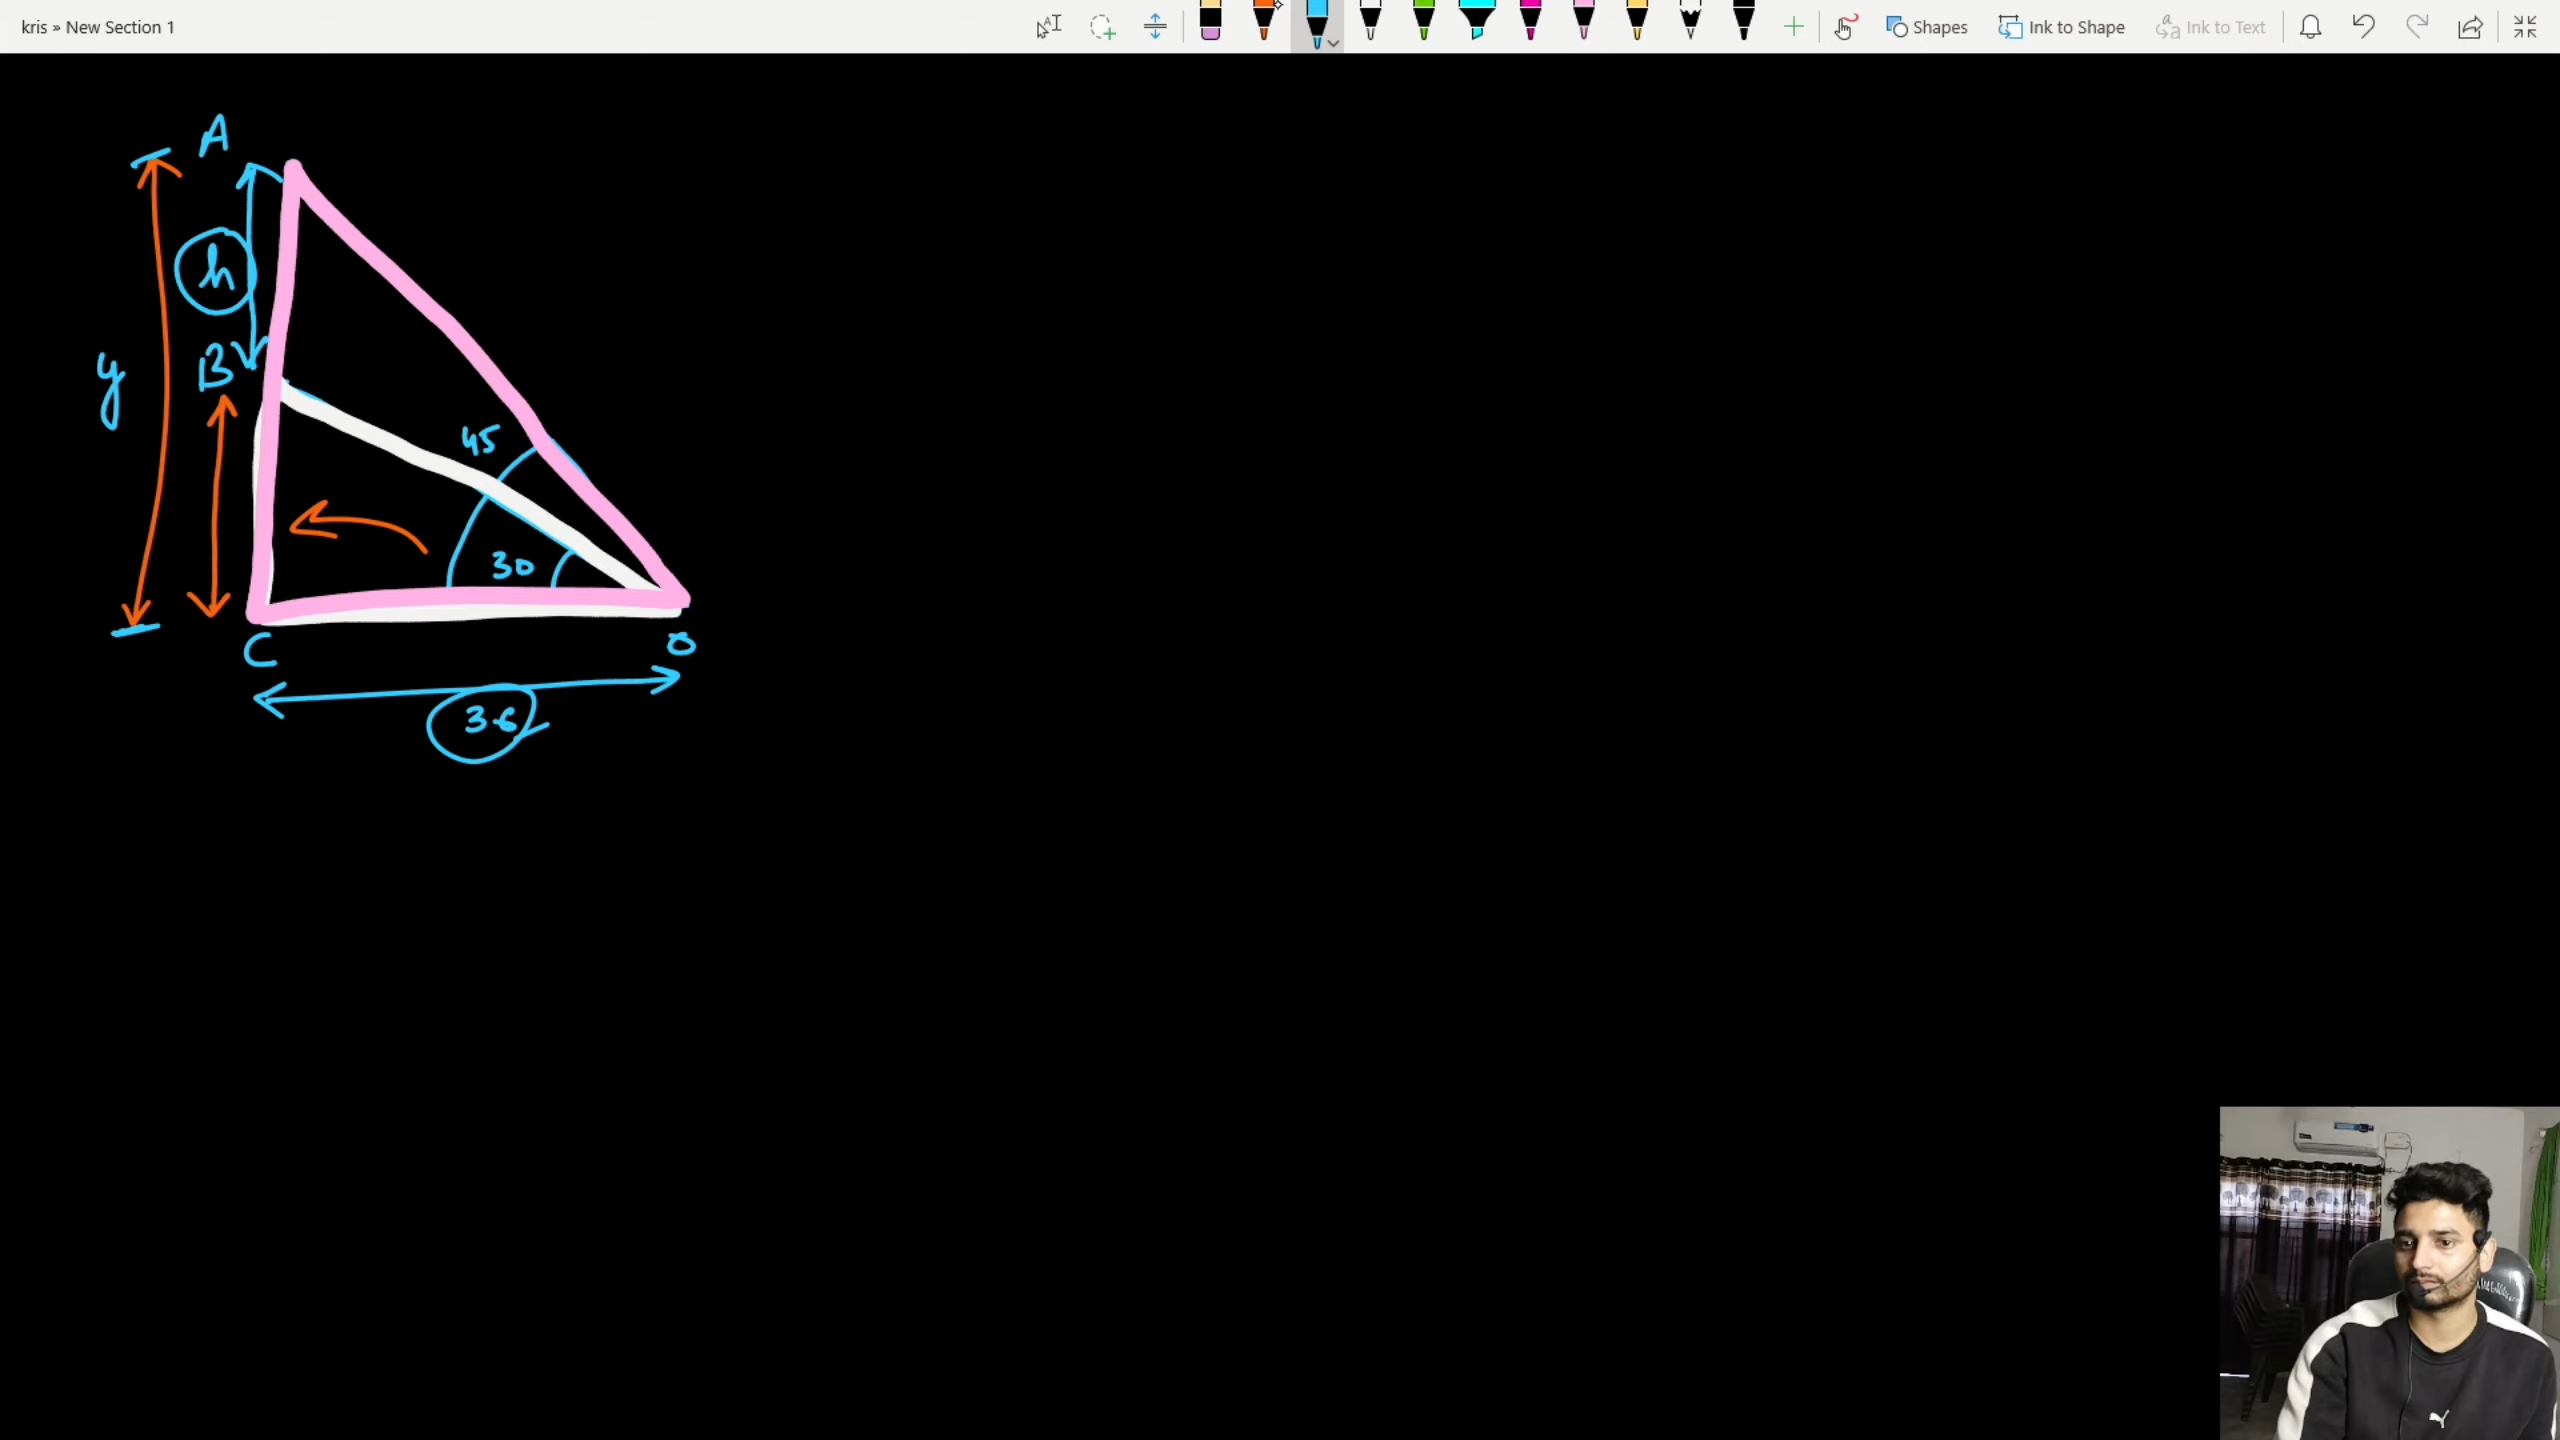 kris » New Section 1
Shapes
Ink to Shape
Ink to Text
A
h
y
B
45
30
C
O
36